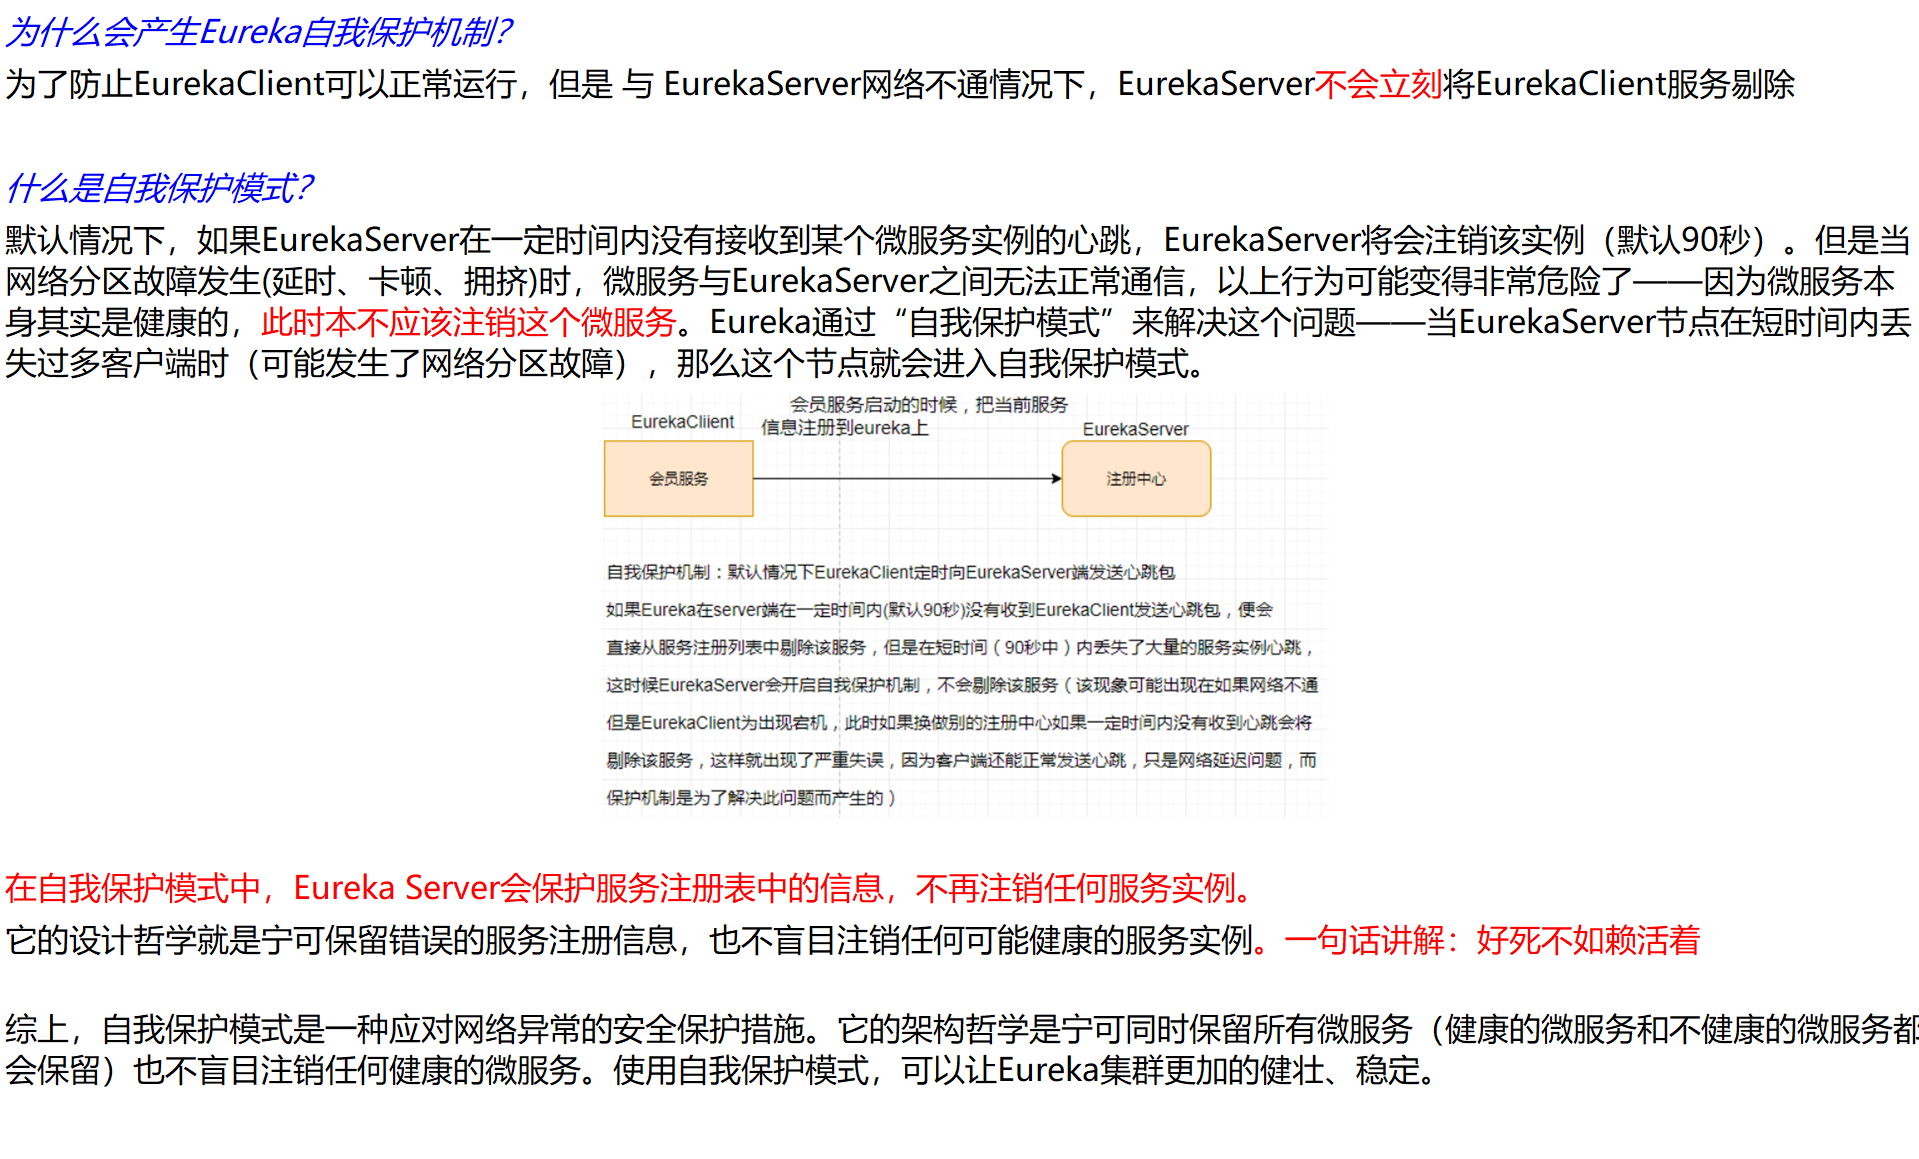 为什么会产生Eureka自我保护机制?
为了防止EurekaClient可以正常运行，但是 与 EurekaServer网络不通情况下，EurekaServer不会立刻将EurekaClient服务剔除
什么是自我保护模式?
默认情况下，如果EurekaServer在一定时间内没有接收到某个微服务实例的心跳，EurekaServer将会注销该实例（默认90秒）。但是当
网络分区故障发生(延时、卡顿、拥挤)时，微服务与EurekaServer之间无法正常通信，以上行为可能变得非常危险了——因为微服务本
身其实是健康的，此时本不应该注销这个微服务。Eureka通过“自我保护模式”来解决这个问题——当EurekaServer节点在短时间内丢
失过多客户端时（可能发生了网络分区故障），那么这个节点就会进入自我保护模式。
会员服务启动的时候，把当前服务
信息注册到eureka上
EurekaCliient
EurekaServer
会员服务
注册中心
自我保护机制：默认情况下EurekaClient定时向EurekaServer端发送心跳包
如果Eureka在server端在一定时间内(默认90秒)没有收到EurekaClient发送心跳包，便会
直接从服务注册列表中剔除该服务，但是在短时间（90秒中）内丢失了大量的服务实例心跳，
这时候EurekaServer会开启自我保护机制，不会剔除该服务（该现象可能出现在如果网络不通
但是EurekaClient为出现宕机，此时如果换做别的注册中心如果一定时间内没有收到心跳会将
剔除该服务，这样就出现了严重失误，因为客户端还能正常发送心跳，只是网络延迟问题，而
保护机制是为了解决此问题而产生的）
在自我保护模式中，Eureka Server会保护服务注册表中的信息，不再注销任何服务实例。
它的设计哲学就是宁可保留错误的服务注册信息，也不盲目注销任何可能健康的服务实例。一句话讲解：好死不如赖活着
综上，自我保护模式是一种应对网络异常的安全保护措施。它的架构哲学是宁可同时保留所有微服务（健康的微服务和不健康的微服务都
会保留）也不盲目注销任何健康的微服务。使用自我保护模式，可以让Eureka集群更加的健壮、稳定。